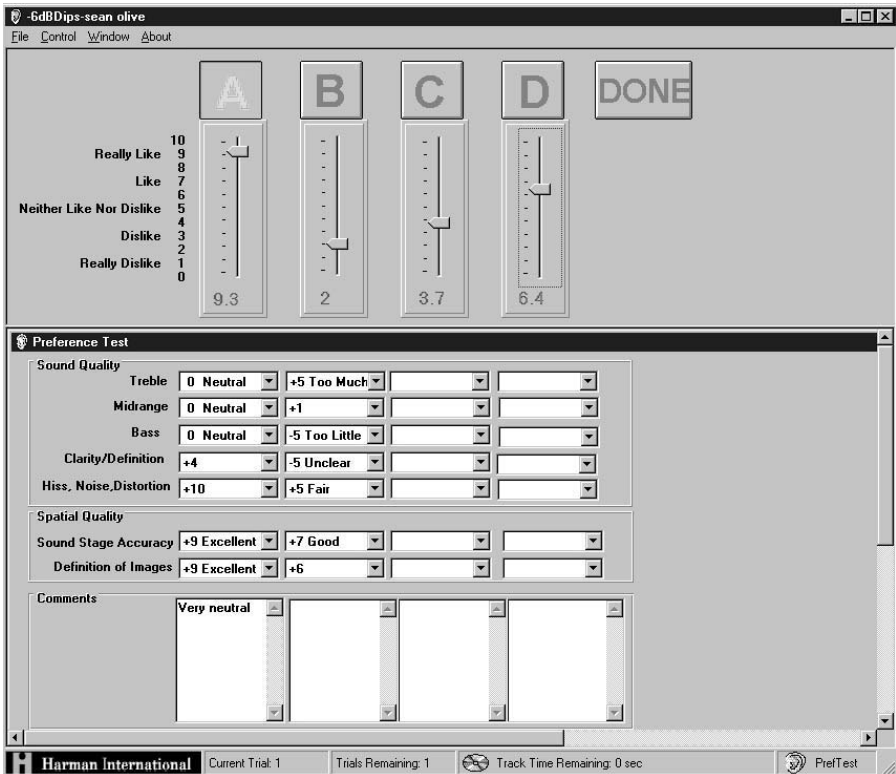 -6dBDips-sean olive
File Control Window About
A B C D DONE
10
Really Like 9
8
Like 7
6
Neither Like Nor Dislike 5
4
Dislike 3
2
Really Dislike 1
0
9.3 2 3.7 6.4
Preference Test
Sound Quality
Treble 0 Neutral +5 Too Much
Midrange 0 Neutral +1
Bass 0 Neutral -5 Too Little
Clarity/Definition +4 -5 Unclear
Hiss, Noise,Distortion +10 +5 Fair
Spatial Quality
Sound Stage Accuracy +9 Excellent +7 Good
Definition of Images +9 Excellent +6
Comments
Very neutral
Harman International Current Trial: 1 Trials Remaining: 1 Track Time Remaining: 0 sec PrefTest